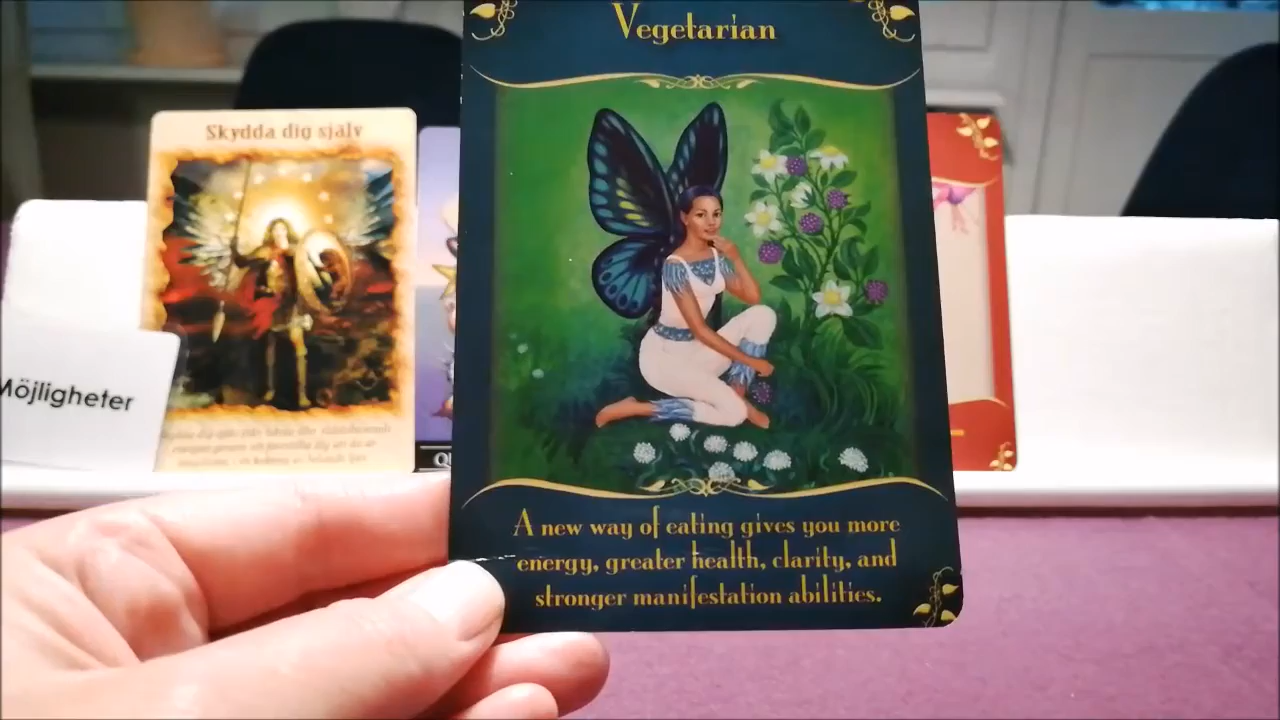 Vegetarian
Skydda dig själv
Möjligheter
A new way of eating gives you more
energy, greater health, clarity, and
stronger manifestation abilities.